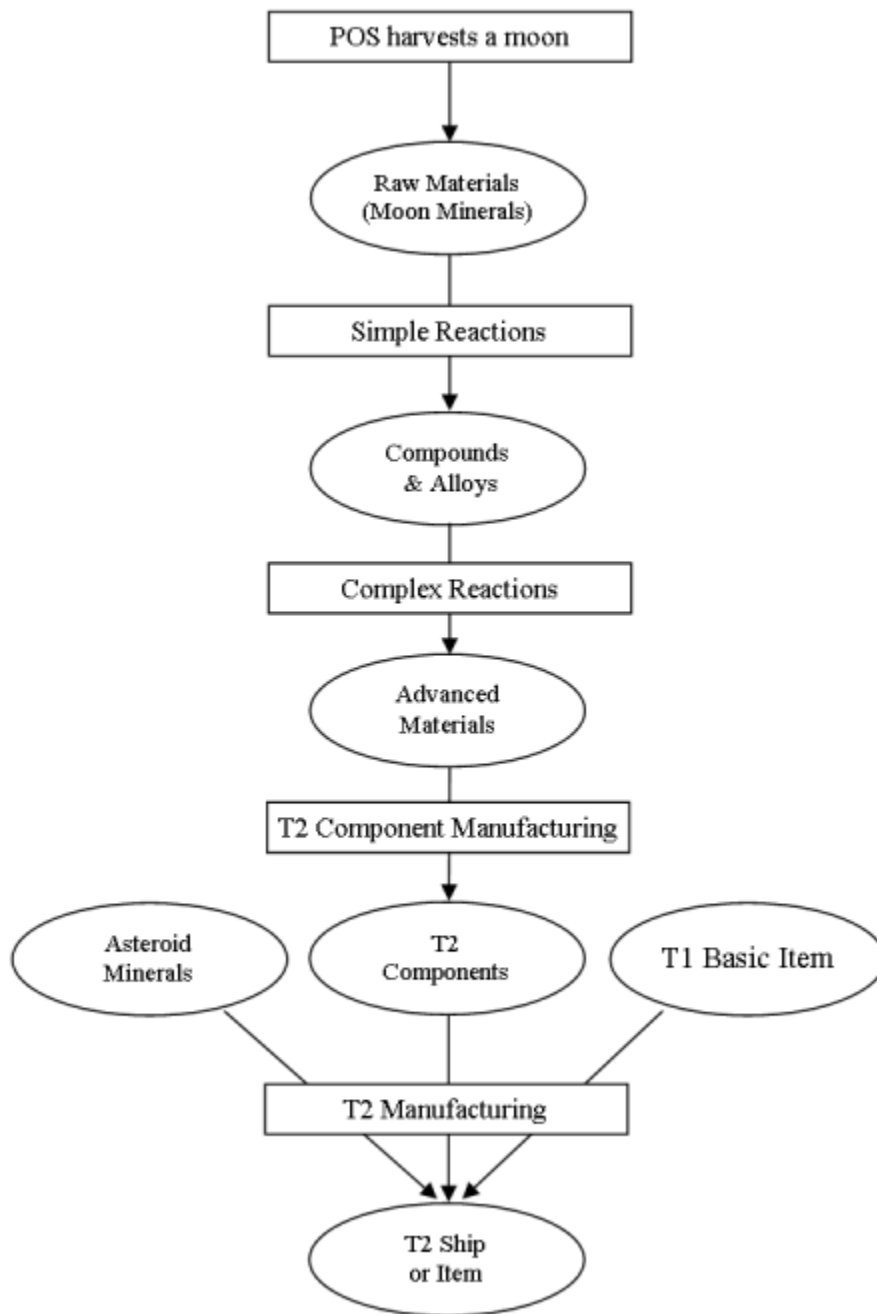 POS harvests a moon
Raw Materials
(Moon Minerals)
Simple Reactions
Compounds
& Alloys
Complex Reactions
Advanced
Materials
T2 Component Manufacturing
Asteroid
Minerals
T2
Components
T1 Basic Item
T2 Manufacturing
T2 Ship
or Item